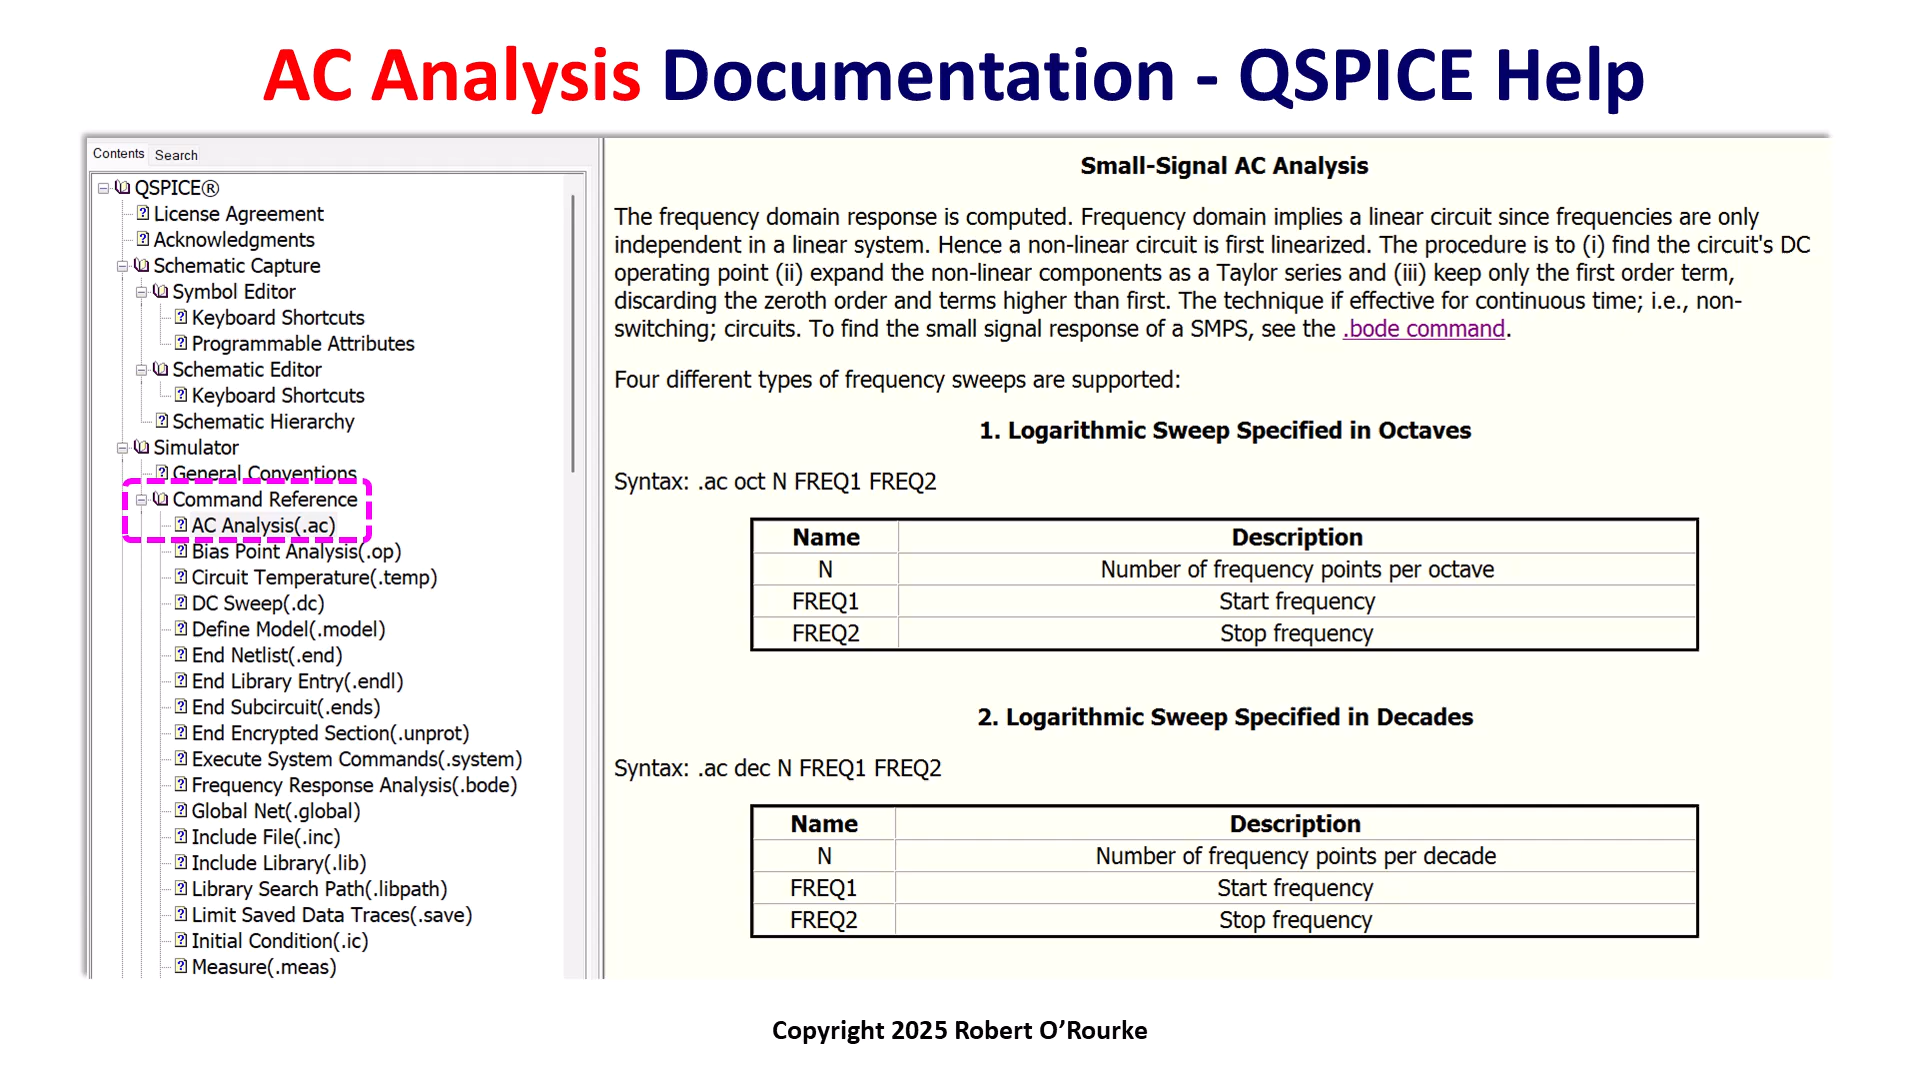 AC Analysis Documentation - QSPICE Help
Contents Search
QSPICE®
License Agreement
Acknowledgments
Schematic Capture
Symbol Editor
Keyboard Shortcuts
Programmable Attributes
Schematic Editor
Keyboard Shortcuts
Schematic Hierarchy
Simulator
General Conventions
Command Reference
AC Analysis(.ac)
Bias Point Analysis(.op)
Circuit Temperature(.temp)
DC Sweep(.dc)
Define Model(.model)
End Netlist(.end)
End Library Entry(.endl)
End Subcircuit(.ends)
End Encrypted Section(.unprot)
Execute System Commands(.system)
Frequency Response Analysis(.bode)
Global Net(.global)
Include File(.inc)
Include Library(.lib)
Library Search Path(.libpath)
Limit Saved Data Traces(.save)
Initial Condition(.ic)
Measure(.meas)
Small-Signal AC Analysis
The frequency domain response is computed. Frequency domain implies a linear circuit since frequencies are only
independent in a linear system. Hence a non-linear circuit is first linearized. The procedure is to (i) find the circuit's DC
operating point (ii) expand the non-linear components as a Taylor series and (iii) keep only the first order term,
discarding the zeroth order and terms higher than first. The technique if effective for continuous time; i.e., non-
switching; circuits. To find the small signal response of a SMPS, see the .bode command.
Four different types of frequency sweeps are supported:
1. Logarithmic Sweep Specified in Octaves
Syntax: .ac oct N FREQ1 FREQ2
Name Description
N Number of frequency points per octave
FREQ1 Start frequency
FREQ2 Stop frequency
2. Logarithmic Sweep Specified in Decades
Syntax: .ac dec N FREQ1 FREQ2
Name Description
N Number of frequency points per decade
FREQ1 Start frequency
FREQ2 Stop frequency
Copyright 2025 Robert O’Rourke